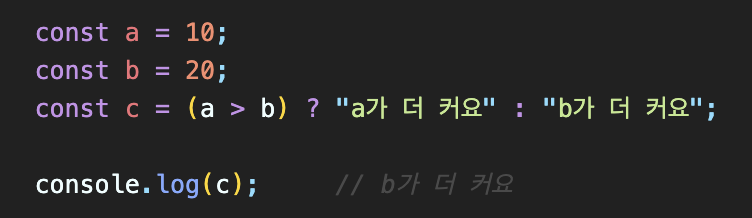 const a = 10;
const b = 20;
const c = (a > b) ? "a가 더 커요" : "b가 더 커요";
console.log(c);     // b가 더 커요